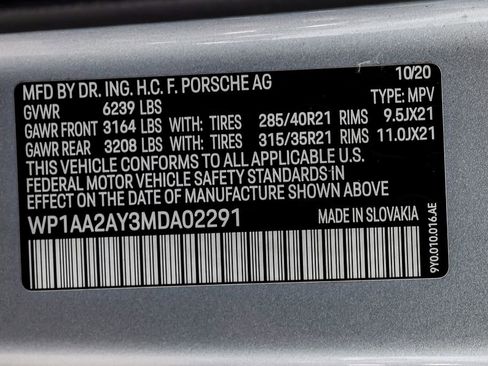 MFD BY DR. ING. H.C. F. PORSCHE AG 10/20
GVWR 6239 LBS TYPE: MPV
GAWR FRONT 3164 LBS WITH: TIRES 285/40R21 RIMS 9.5JX21
GAWR REAR 3208 LBS WITH: TIRES 315/35R21 RIMS 11.0JX21
THIS VEHICLE CONFORMS TO ALL APPLICABLE U.S.
FEDERAL MOTOR VEHICLE SAFETY STANDARDS IN
EFFECT ON THE DATE OF MANUFACTURE SHOWN ABOVE
WP1AA2AY3MDA02291 MADE IN SLOVAKIA
9Y0.010.016.AE